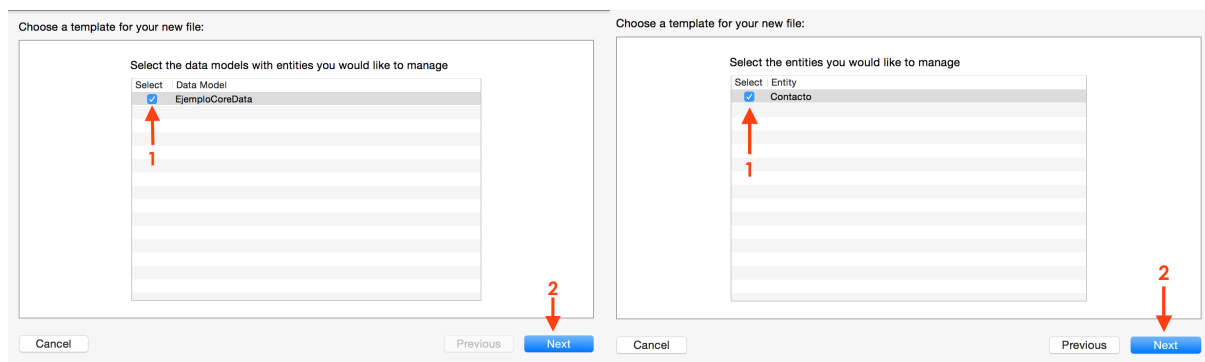 Choose a template for your new file:
Select the data models with entities you would like to manage
Select Data Model
EjemploCoreData
1
2
Cancel Previous Next
Choose a template for your new file:
Select the entities you would like to manage
Select Entity
Contacto
1
2
Cancel Previous Next